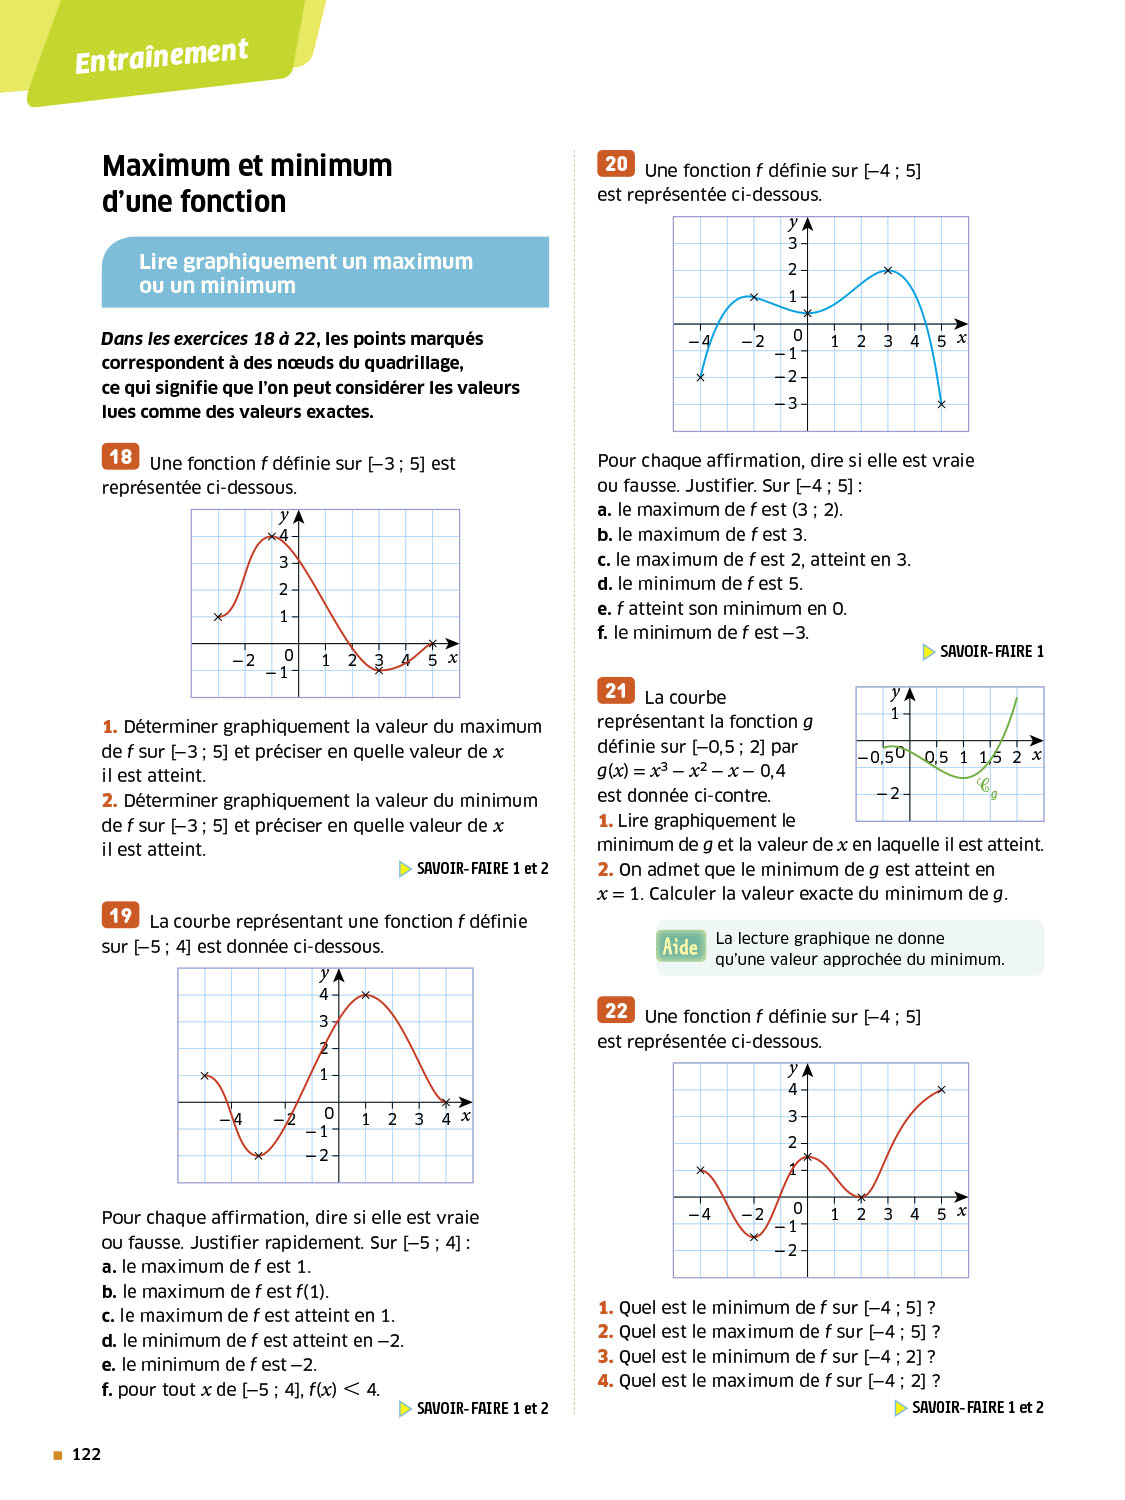 Entraînement
Maximum et minimum
d’une fonction
Lire graphiquement un maximum
ou un minimum
Dans les exercices 18 à 22, les points marqués
correspondent à des nœuds du quadrillage,
ce qui signifie que l’on peut considérer les valeurs
lues comme des valeurs exactes.
18 Une fonction f définie sur [–3 ; 5] est
représentée ci-dessous.
y
4
3
2
1
–2 0 1 2 3 4 5 x
–1
1. Déterminer graphiquement la valeur du maximum
de f sur [–3 ; 5] et préciser en quelle valeur de x
il est atteint.
2. Déterminer graphiquement la valeur du minimum
de f sur [–3 ; 5] et préciser en quelle valeur de x
il est atteint.
SAVOIR-FAIRE 1 et 2
19 La courbe représentant une fonction f définie
sur [–5 ; 4] est donnée ci-dessous.
y
4
3
2
1
–4 –2 0 1 2 3 4 x
–1
–2
Pour chaque affirmation, dire si elle est vraie
ou fausse. Justifier rapidement. Sur [–5 ; 4] :
a. le maximum de f est 1.
b. le maximum de f est f(1).
c. le maximum de f est atteint en 1.
d. le minimum de f est atteint en –2.
e. le minimum de f est –2.
f. pour tout x de [–5 ; 4], f(x) < 4.
SAVOIR-FAIRE 1 et 2
20 Une fonction f définie sur [–4 ; 5]
est représentée ci-dessous.
y
3
2
1
–4 –2 0 1 2 3 4 5 x
–1
–2
–3
Pour chaque affirmation, dire si elle est vraie
ou fausse. Justifier. Sur [–4 ; 5] :
a. le maximum de f est (3 ; 2).
b. le maximum de f est 3.
c. le maximum de f est 2, atteint en 3.
d. le minimum de f est 5.
e. f atteint son minimum en 0.
f. le minimum de f est –3.
SAVOIR-FAIRE 1
21 La courbe
représentant la fonction g
définie sur [–0,5 ; 2] par
g(x) = x³ – x² – x – 0,4
est donnée ci-contre.
y
1
–0,5 0 0,5 1 1,5 2 x
–2
𝒞g
1. Lire graphiquement le
minimum de g et la valeur de x en laquelle il est atteint.
2. On admet que le minimum de g est atteint en
x = 1. Calculer la valeur exacte du minimum de g.
Aide La lecture graphique ne donne
qu’une valeur approchée du minimum.
22 Une fonction f définie sur [–4 ; 5]
est représentée ci-dessous.
y
4
3
2
1
–4 –2 0 1 2 3 4 5 x
–1
–2
1. Quel est le minimum de f sur [–4 ; 5] ?
2. Quel est le maximum de f sur [–4 ; 5] ?
3. Quel est le minimum de f sur [–4 ; 2] ?
4. Quel est le maximum de f sur [–4 ; 2] ?
SAVOIR-FAIRE 1 et 2
122